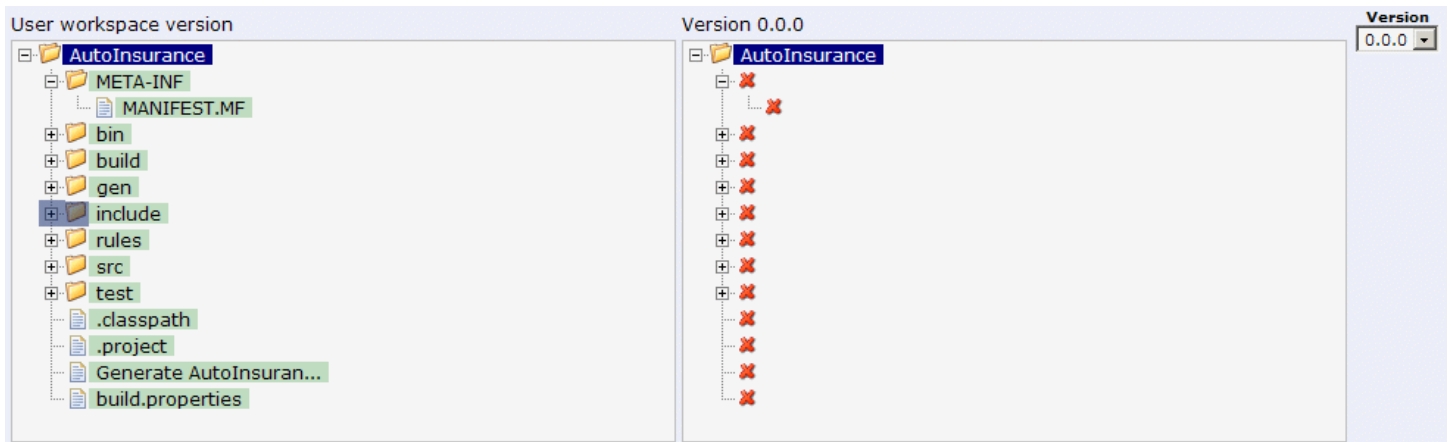 User workspace version
AutoInsurance
META-INF
MANIFEST.MF
bin
build
gen
include
rules
src
test
.classpath
.project
Generate AutoInsuran...
build.properties
Version 0.0.0
AutoInsurance
Version
0.0.0